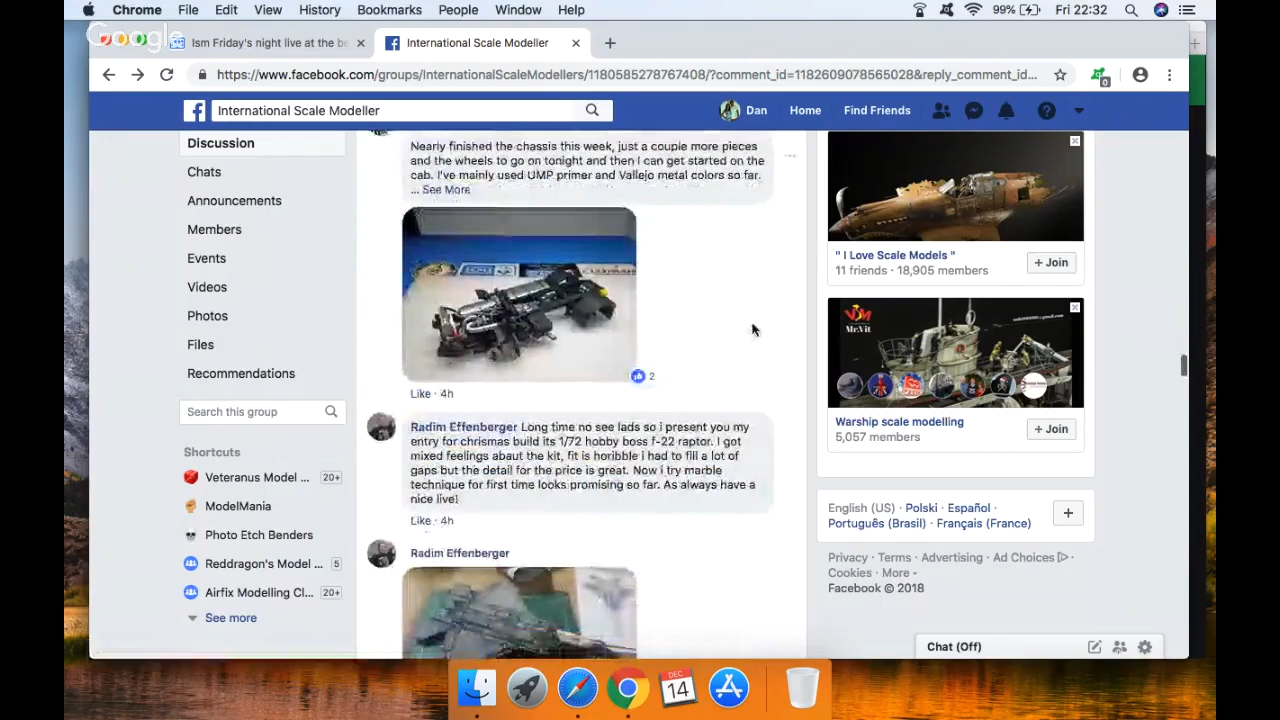 Chrome File Edit View History Bookmarks People Window Help 99% Fri 22:32
Google
Ism Friday's night live at the be
International Scale Modeller
https://www.facebook.com/groups/InternationalScaleModellers/1180585278767408/?comment_id=1182609078565028&reply_comment_id...
0
International Scale Modeller
Dan Home Find Friends
Discussion
Chats
Announcements
Members
Events
Videos
Photos
Files
Recommendations
Search this group
Shortcuts
Veteranus Model ... 20+
ModelMania
Photo Etch Benders
Reddragon's Model ... 5
Airfix Modelling Cl... 20+
See more
Nearly finished the chassis this week, just a couple more pieces
and the wheels to go on tonight and then I can get started on the
cab. I've mainly used UMP primer and Vallejo metal colors so far.
... See More
2
Like · 4h
Radim Effenberger Long time no see lads so i present you my
entry for chrismas build its 1/72 hobby boss f-22 raptor. I got
mixed feelings abaut the kit, fit is horibble i had to fill a lot of
gaps but the detail for the price is great. Now i try marble
technique for first time looks promising so far. As always have a
nice live!
Like · 4h
Radim Effenberger
" I Love Scale Models "
11 friends · 18,905 members
+ Join
Mr.Vit
Warship scale modelling
5,057 members
+ Join
English (US) · Polski · Español ·
Português (Brasil) · Français (France)
Privacy · Terms · Advertising · Ad Choices ·
Cookies · More
Facebook © 2018
Chat (Off)
DEC
14